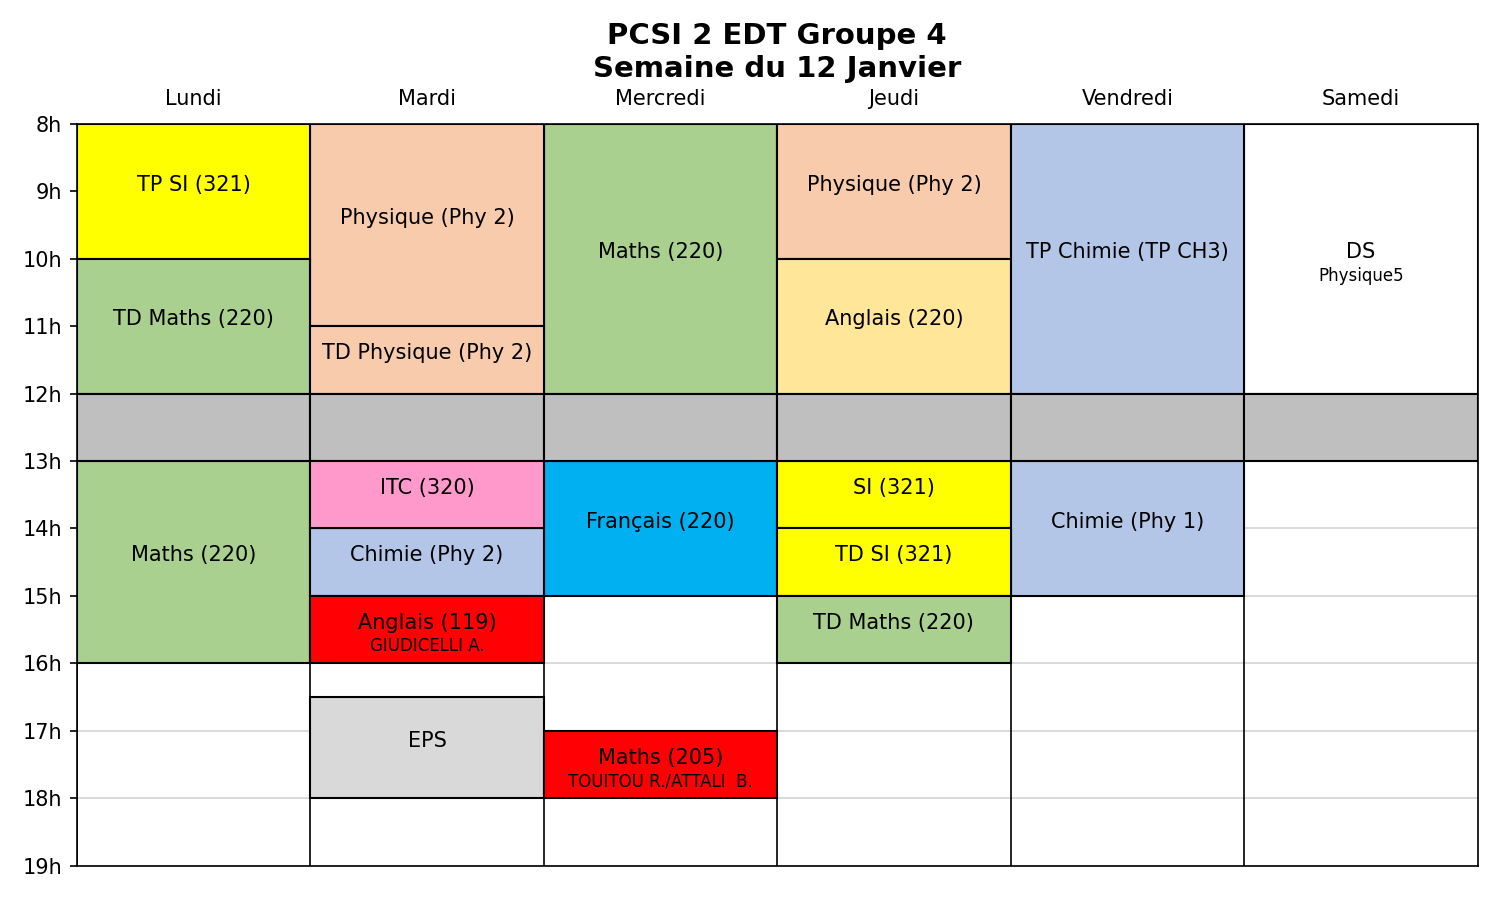 PCSI 2 EDT Groupe 4
Semaine du 12 Janvier
Lundi Mardi Mercredi Jeudi Vendredi Samedi
8h
9h
10h
11h
12h
13h
14h
15h
16h
17h
18h
19h
TP SI (321)
TD Maths (220)
Maths (220)
Physique (Phy 2)
TD Physique (Phy 2)
ITC (320)
Chimie (Phy 2)
Anglais (119)
GIUDICELLI A.
EPS
Maths (220)
Français (220)
Maths (205)
TOUITOU R./ATTALI  B.
Physique (Phy 2)
Anglais (220)
SI (321)
TD SI (321)
TD Maths (220)
TP Chimie (TP CH3)
Chimie (Phy 1)
DS
Physique5